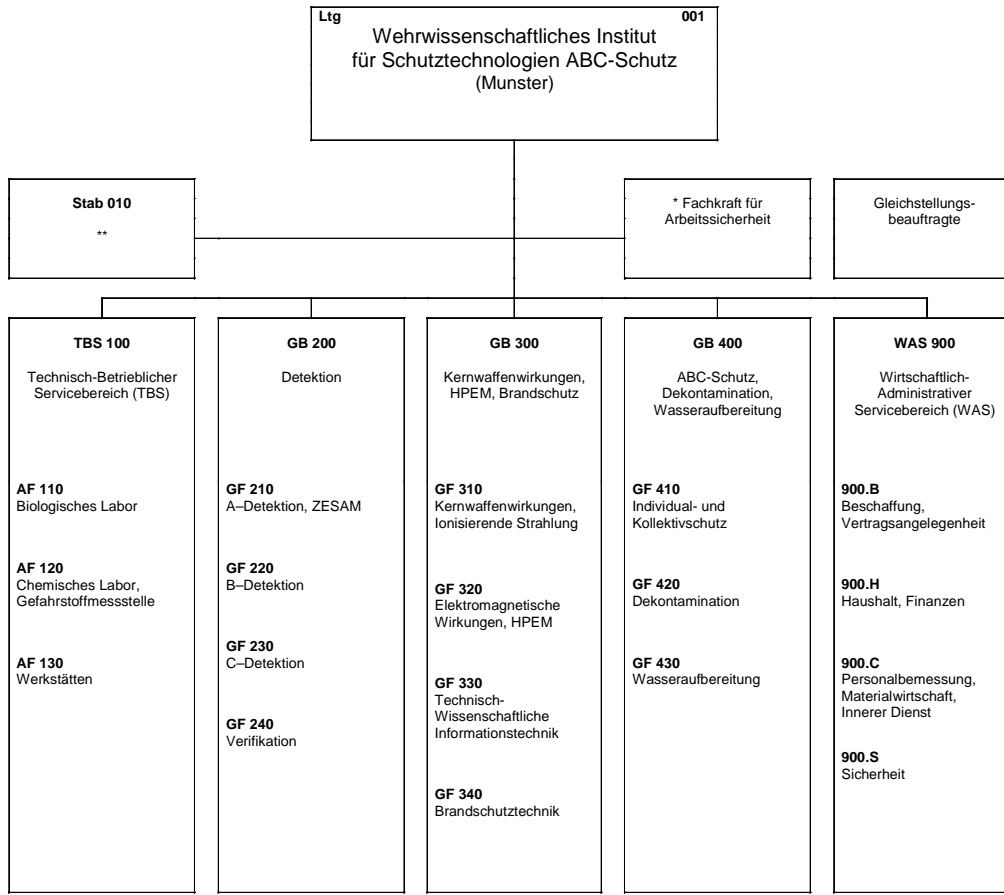 Ltg 001
Wehrwissenschaftliches Institut
für Schutztechnologien ABC-Schutz
(Munster)
Stab 010
**
* Fachkraft für
Arbeitssicherheit
Gleichstellungs-
beauftragte
TBS 100
Technisch-Betrieblicher
Servicebereich (TBS)
AF 110
Biologisches Labor
AF 120
Chemisches Labor,
Gefahrstoffmessstelle
AF 130
Werkstätten
GB 200
Detektion
GF 210
A–Detektion, ZESAM
GF 220
B–Detektion
GF 230
C–Detektion
GF 240
Verifikation
GB 300
Kernwaffenwirkungen,
HPEM, Brandschutz
GF 310
Kernwaffenwirkungen,
Ionisierende Strahlung
GF 320
Elektromagnetische
Wirkungen, HPEM
GF 330
Technisch-
Wissenschaftliche
Informationstechnik
GF 340
Brandschutztechnik
GB 400
ABC-Schutz,
Dekontamination,
Wasseraufbereitung
GF 410
Individual- und
Kollektivschutz
GF 420
Dekontamination
GF 430
Wasseraufbereitung
WAS 900
Wirtschaftlich-
Administrativer
Servicebereich (WAS)
900.B
Beschaffung,
Vertragsangelegenheit
900.H
Haushalt, Finanzen
900.C
Personalbemessung,
Materialwirtschaft,
Innerer Dienst
900.S
Sicherheit